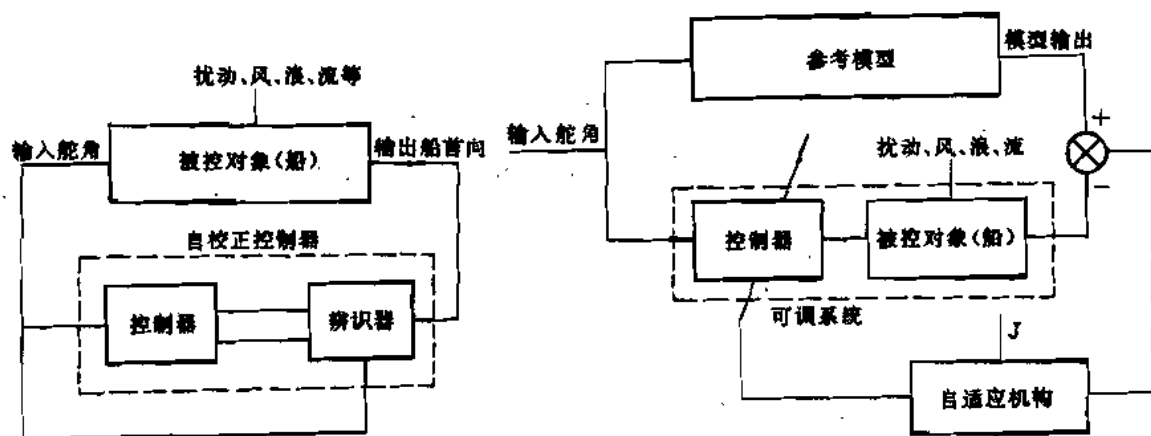 扰动、风、浪、流等
输入舵角
被控对象(船)
输出船首向
自校正控制器
控制器
辨识器
参考模型
模型输出
输入舵角
+
扰动、风、浪、流
-
控制器
被控对象(船)
可调系统
J
自适应机构